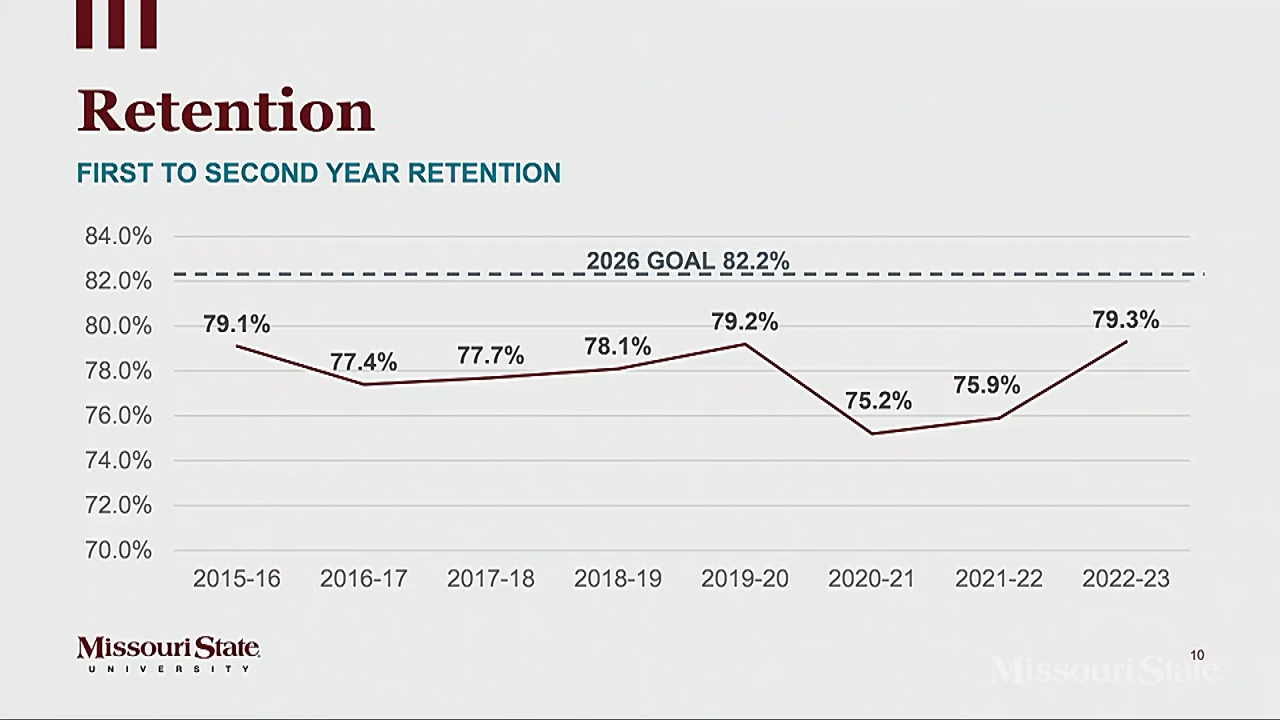 Retention
FIRST TO SECOND YEAR RETENTION
84.0%
2026 GOAL 82.2%
82.0%
80.0%
79.1%
77.4%
77.7%
78.1%
79.2%
75.2%
75.9%
79.3%
78.0%
76.0%
74.0%
72.0%
70.0%
2015-16 2016-17 2017-18 2018-19 2019-20 2020-21 2021-22 2022-23
Missouri State
UNIVERSITY
10
Missouri State